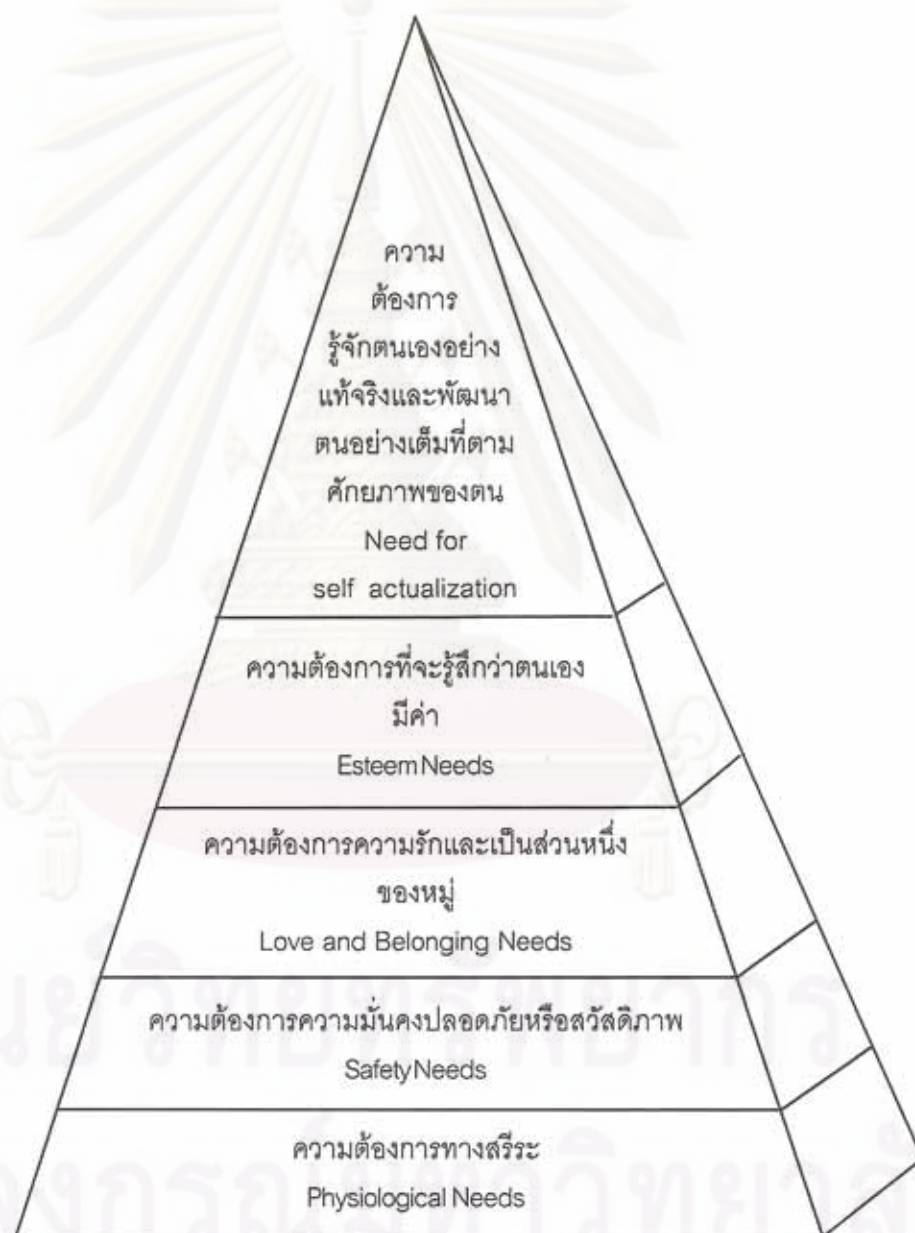 ความ
ต้องการ
รู้จักตนเองอย่าง
แท้จริงและพัฒนา
ตนอย่างเต็มที่ตาม
ศักยภาพของตน
Need for
self actualization
ความต้องการที่จะรู้สึกว่าตนเอง
มีค่า
Esteem Needs
ความต้องการความรักและเป็นส่วนหนึ่ง
ของหมู่
Love and Belonging Needs
ความต้องการความมั่นคงปลอดภัยหรือสวัสดิภาพ
Safety Needs
ความต้องการทางสรีระ
Physiological Needs